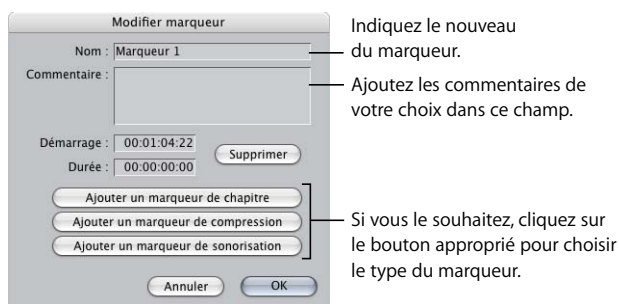 Modifier marqueur
Nom : Marqueur 1
Commentaire :
Démarrage : 00:01:04:22
Durée : 00:00:00:00
Supprimer
Ajouter un marqueur de chapitre
Ajouter un marqueur de compression
Ajouter un marqueur de sonorisation
Annuler
OK
Indiquez le nouveau
du marqueur.
Ajoutez les commentaires de
votre choix dans ce champ.
Si vous le souhaitez, cliquez sur
le bouton approprié pour choisir
le type du marqueur.